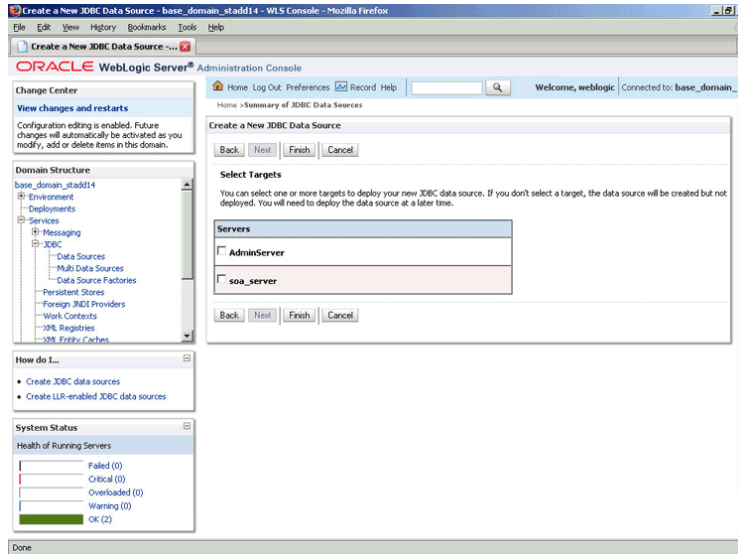 Create a New JDBC Data Source - base_domain_stadd14 - WLS Console - Mozilla Firefox
File Edit View History Bookmarks Tools Help
Create a New JDBC Data Source -...
ORACLE WebLogic Server® Administration Console
Change Center
View changes and restarts
Configuration editing is enabled. Future
changes will automatically be activated as you
modify, add or delete items in this domain.
Domain Structure
base_domain_stadd14
Environment
Deployments
Services
Messaging
JDBC
Data Sources
Multi Data Sources
Data Source Factories
Persistent Stores
Foreign JNDI Providers
Work Contexts
XML Registries
XML Entity Caches
How do I...
Create JDBC data sources
Create LLR-enabled JDBC data sources
System Status
Health of Running Servers
Failed (0)
Critical (0)
Overloaded (0)
Warning (0)
OK (2)
Home Log Out Preferences Record Help
Welcome, weblogic Connected to: base_domain_
Home >Summary of JDBC Data Sources
Create a New JDBC Data Source
Back Next Finish Cancel
Select Targets
You can select one or more targets to deploy your new JDBC data source. If you don't select a target, the data source will be created but not
deployed. You will need to deploy the data source at a later time.
Servers
AdminServer
soa_server
Back Next Finish Cancel
Done